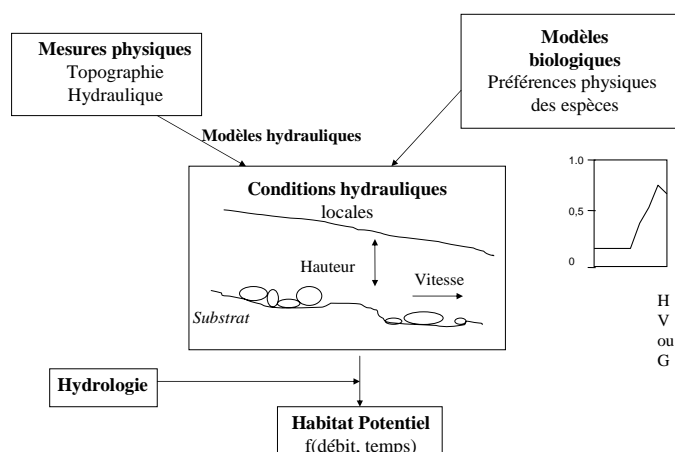 Mesures physiques
Topographie
Hydraulique
Modèles
biologiques
Préférences physiques
des espèces
Modèles hydrauliques
Conditions hydrauliques
locales
Hauteur
Vitesse
Substrat
1.0
0,5
0
H
V
ou
G
Hydrologie
Habitat Potentiel
f(débit, temps)